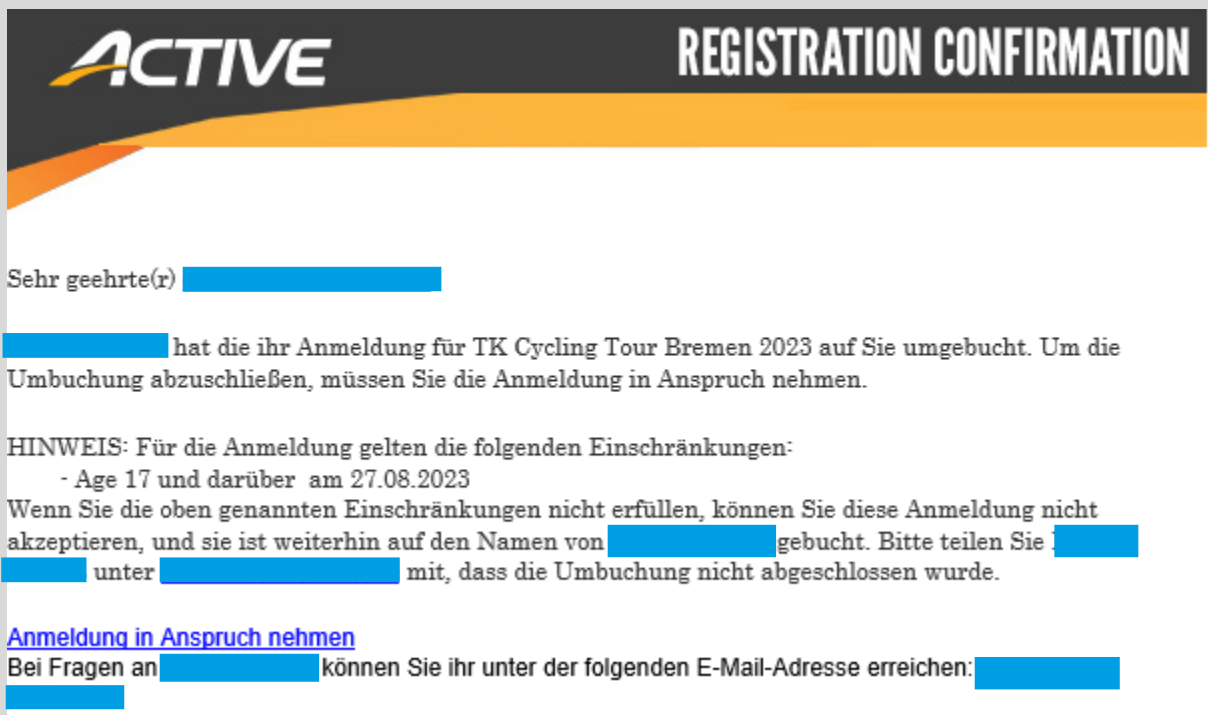 ACTIVE
REGISTRATION CONFIRMATION
Sehr geehrte(r)
hat die ihr Anmeldung für TK Cycling Tour Bremen 2023 auf Sie umgebucht. Um die
Umbuchung abzuschließen, müssen Sie die Anmeldung in Anspruch nehmen.
HINWEIS: Für die Anmeldung gelten die folgenden Einschränkungen:
- Age 17 und darüber am 27.08.2023
Wenn Sie die oben genannten Einschränkungen nicht erfüllen, können Sie diese Anmeldung nicht
akzeptieren, und sie ist weiterhin auf den Namen von gebucht. Bitte teilen Sie
unter mit, dass die Umbuchung nicht abgeschlossen wurde.
Anmeldung in Anspruch nehmen
Bei Fragen an können Sie ihr unter der folgenden E-Mail-Adresse erreichen: